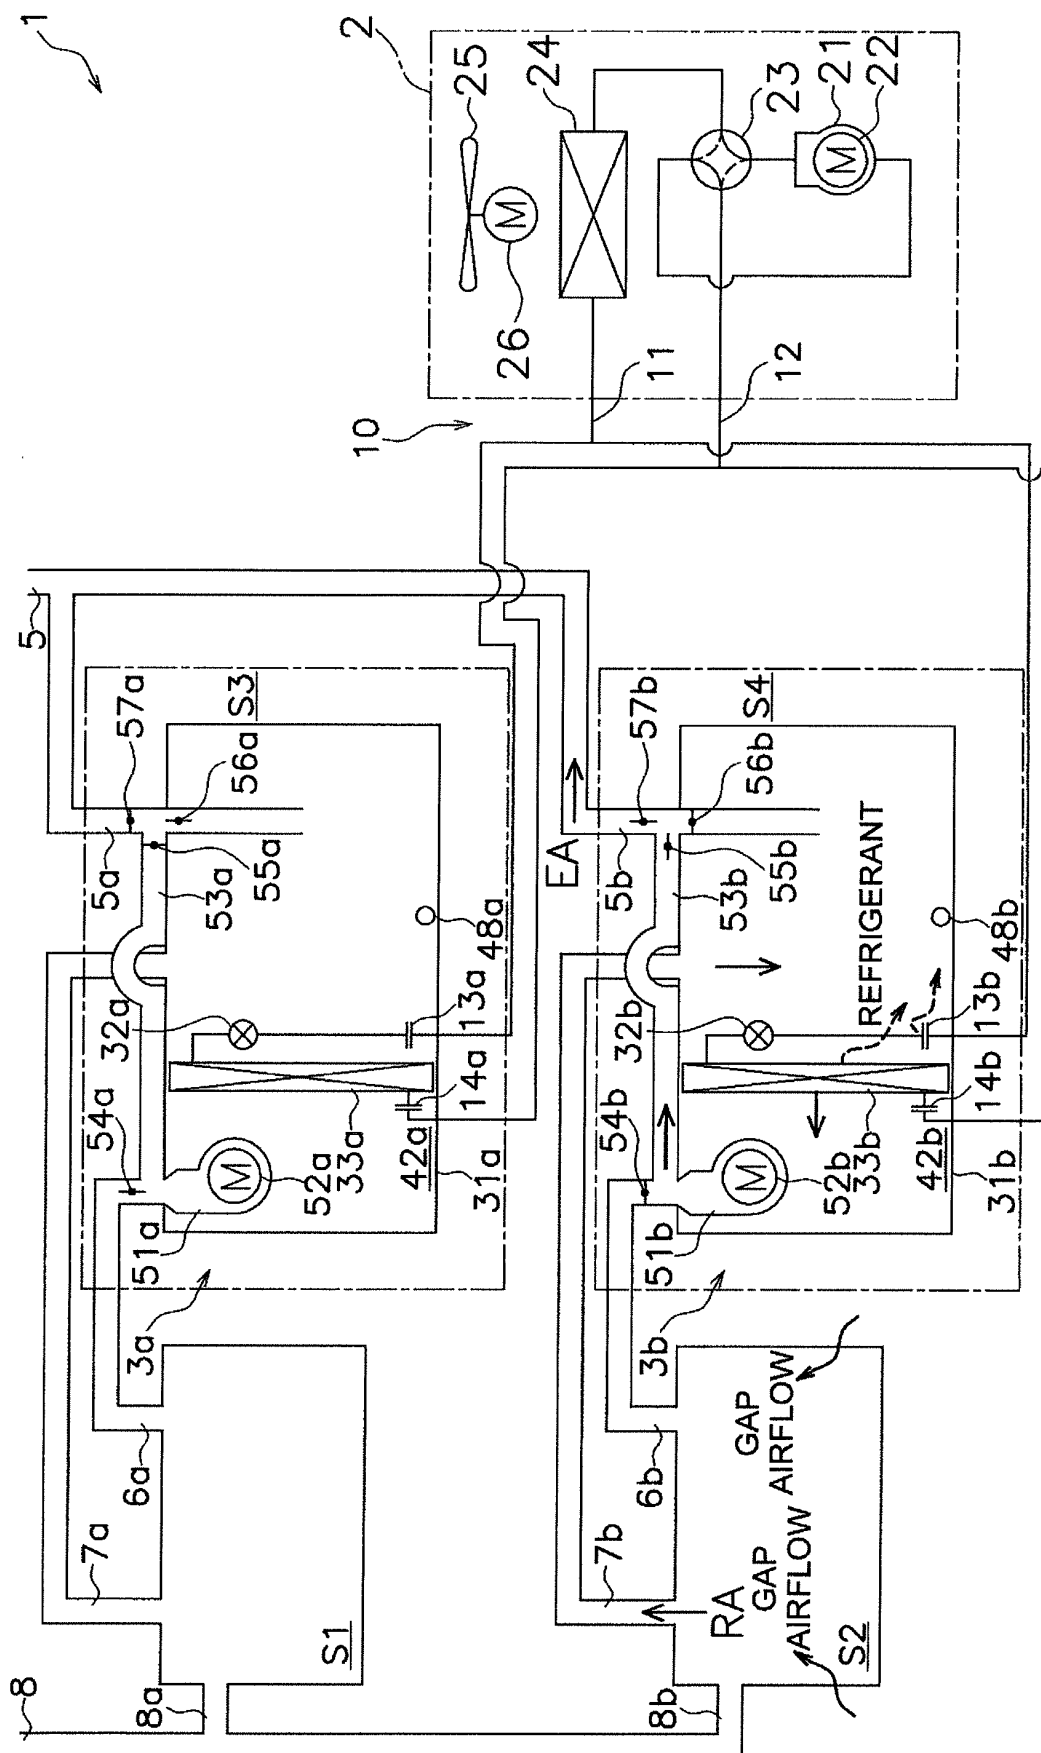 1
2
25
24
23
21
22
M
M
26
11
12
10
5
57a
S3
56a
5a
55a
53a
48a
32a
13a
54a
14a
M
52a
33a
42a
31a
51a
3a
6a
7a
S1
8
8a
EA
57b
S4
56b
5b
55b
53b
REFRIGERANT
48b
32b
13b
54b
14b
M
52b
33b
42b
31b
51b
3b
6b
7b
GAP
AIRFLOW
RA
GAP
AIRFLOW
S2
8b